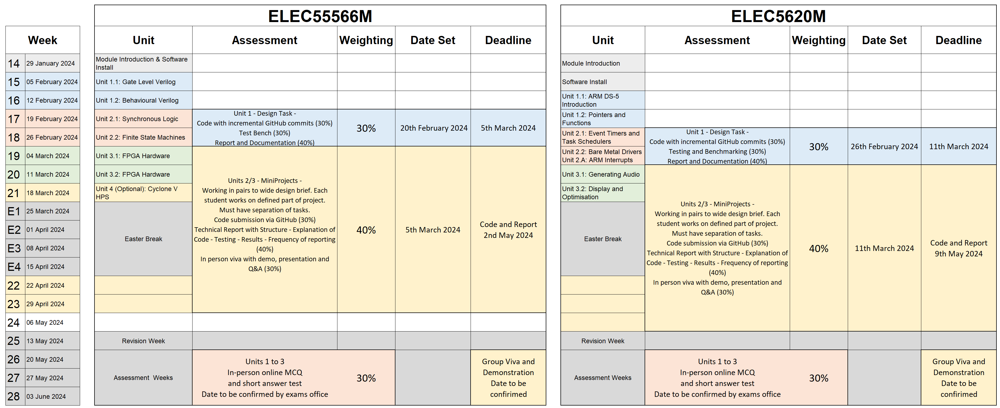 ELEC55566M
ELEC5620M
Week
Unit
Assessment
Weighting
Date Set
Deadline
Unit
Assessment
Weighting
Date Set
Deadline
14
29 January 2024
Module Introduction & Software
Install
Module Introduction
15
05 February 2024
Unit 1.1: Gate Level Verilog
Software Install
16
12 February 2024
Unit 1.2: Behavioural Verilog
Unit 1.1: ARM DS-5
Introduction
17
19 February 2024
Unit 2.1: Synchronous Logic
Unit 1 - Design Task -
Code with incremental GitHub commits (30%)
Test Bench (30%)
Report and Documentation (40%)
30%
20th February 2024
5th March 2024
Unit 1.2: Pointers and
Functions
18
26 February 2024
Unit 2.2: Finite State Machines
Unit 2.1: Event Timers and
Task Schedulers
Unit 1 - Design Task -
Code with incremental GitHub commits (30%)
Testing and Benchmarking (30%)
Report and Documentation (40%)
30%
26th February 2024
11th March 2024
19
04 March 2024
Unit 3.1: FPGA Hardware
Units 2/3 - MiniProjects -
Working in pairs to wide design brief. Each
student works on defined part of project.
Must have separation of tasks.
Code submission via GitHub (30%)
Technical Report with Structure - Explanation of
Code - Testing - Results - Frequency of reporting
(40%)
In person viva with demo, presentation and
Q&A (30%)
40%
5th March 2024
Code and Report
2nd May 2024
Unit 2.2: Bare Metal Drivers
Unit 2.A: ARM Interrupts
20
11 March 2024
Unit 3.2: FPGA Hardware
Unit 3.1: Generating Audio
Units 2/3 - MiniProjects -
Working in pairs to wide design brief. Each
student works on defined part of project.
Must have separation of tasks.
Code submission via GitHub (30%)
Technical Report with Structure - Explanation of
Code - Testing - Results - Frequency of reporting
(40%)
In person viva with demo, presentation and
Q&A (30%)
40%
11th March 2024
Code and Report
9th May 2024
21
18 March 2024
Unit 4 (Optional): Cyclone V
HPS
Unit 3.2: Display and
Optimisation
E1
25 March 2024
Easter Break
Easter Break
E2
01 April 2024
E3
08 April 2024
E4
15 April 2024
22
22 April 2024
23
29 April 2024
24
06 May 2024
25
13 May 2024
Revision Week
Revision Week
26
20 May 2024
Assessment  Weeks
Units 1 to 3
In-person online MCQ
and short answer test
Date to be confirmed by exams office
30%
Group Viva and
Demonstration
Date to be
confirimed
Assessment Weeks
Units 1 to 3
In-person online MCQ
and short answer test
Date to be confirmed by exams office
30%
Group Viva and
Demonstration
Date to be
confirimed
27
27 May 2024
28
03 June 2024